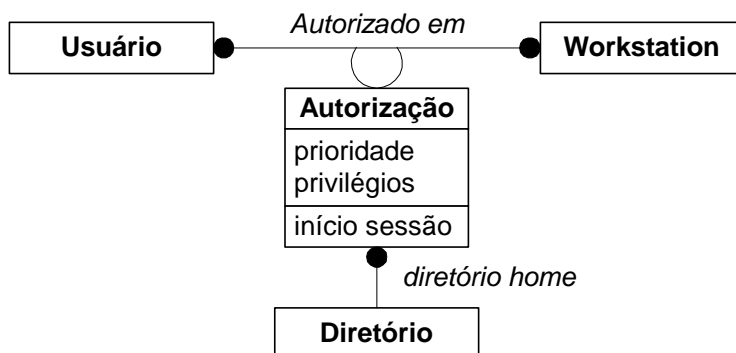 Autorizado em
Usuário
Workstation
Autorização
prioridade
privilégios
início sessão
diretório home
Diretório